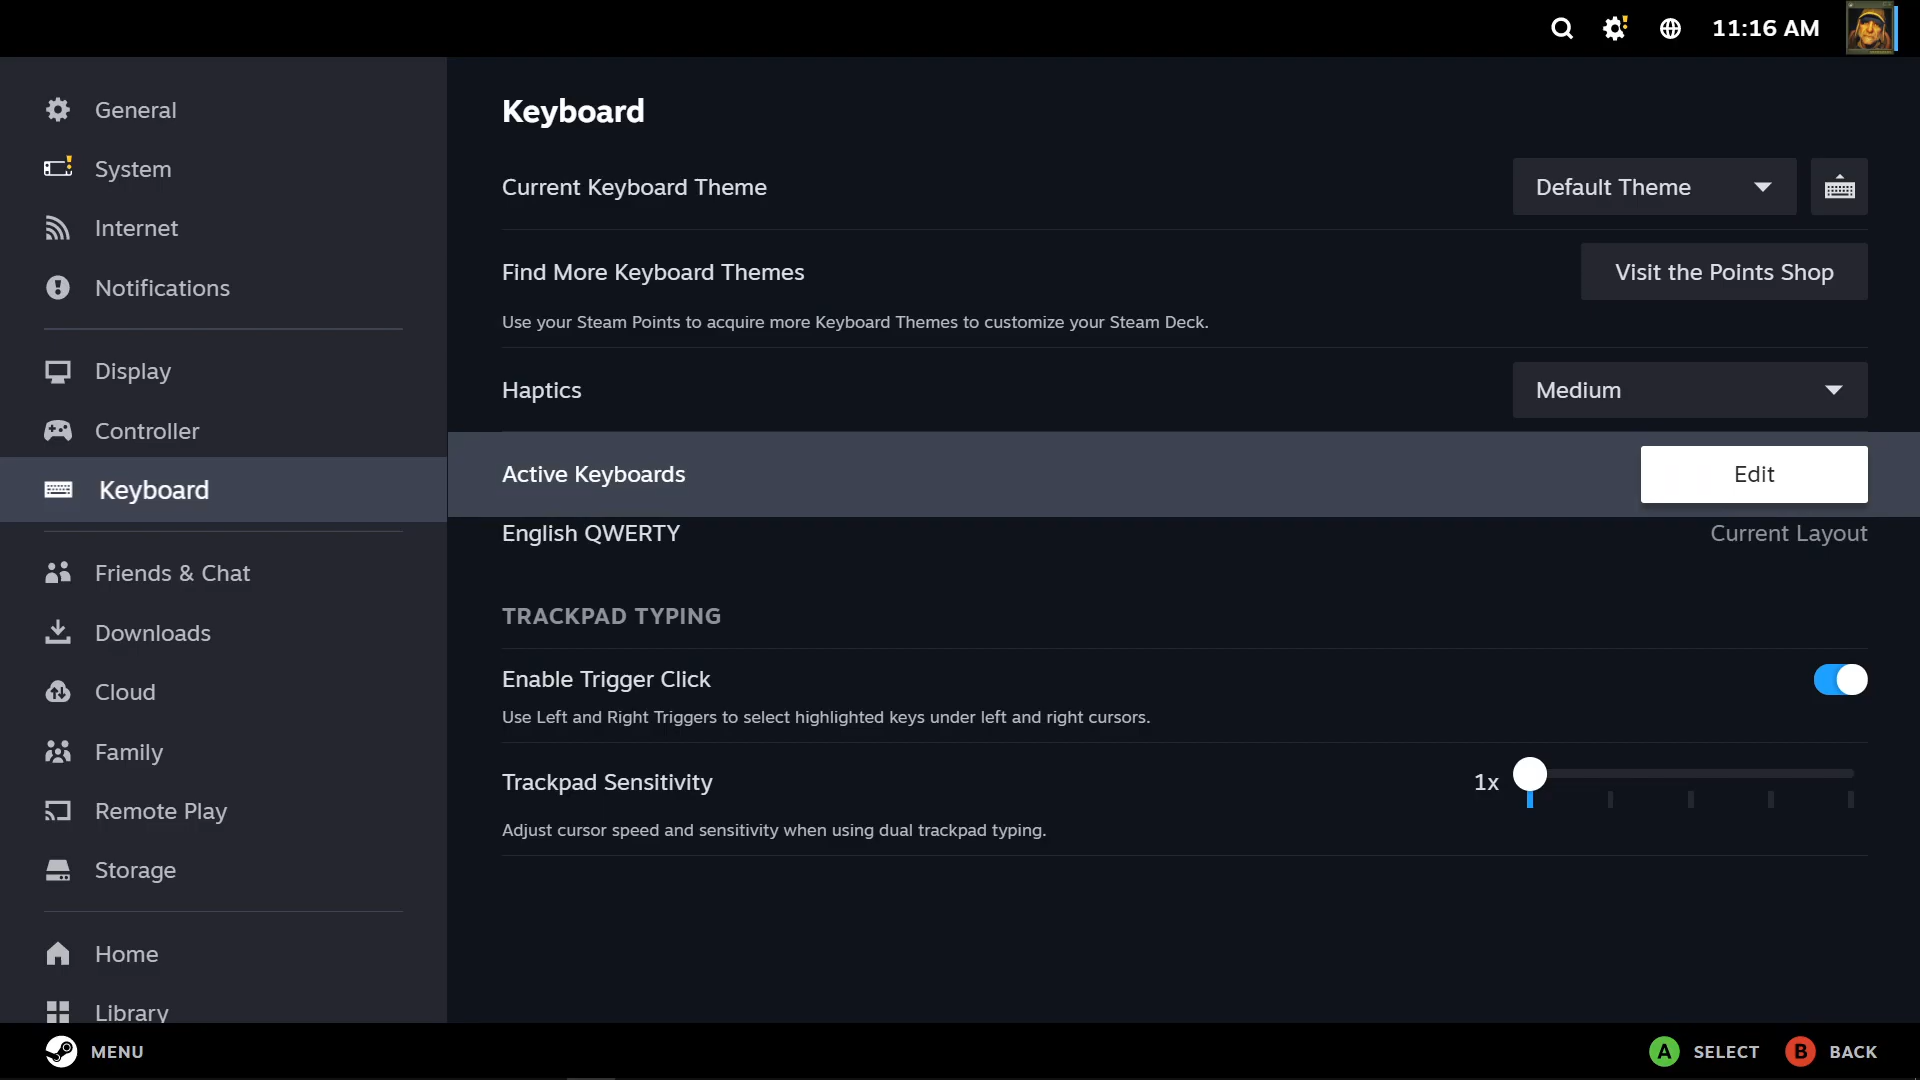 11:16 AM
General
System
Internet
Notifications
Display
Controller
Keyboard
Friends & Chat
Downloads
Cloud
Family
Remote Play
Storage
Home
Library
Keyboard
Current Keyboard Theme
Default Theme
Find More Keyboard Themes
Visit the Points Shop
Use your Steam Points to acquire more Keyboard Themes to customize your Steam Deck.
Haptics
Medium
Active Keyboards
Edit
English QWERTY
Current Layout
TRACKPAD TYPING
Enable Trigger Click
Use Left and Right Triggers to select highlighted keys under left and right cursors.
Trackpad Sensitivity
1x
Adjust cursor speed and sensitivity when using dual trackpad typing.
MENU
A SELECT
B BACK